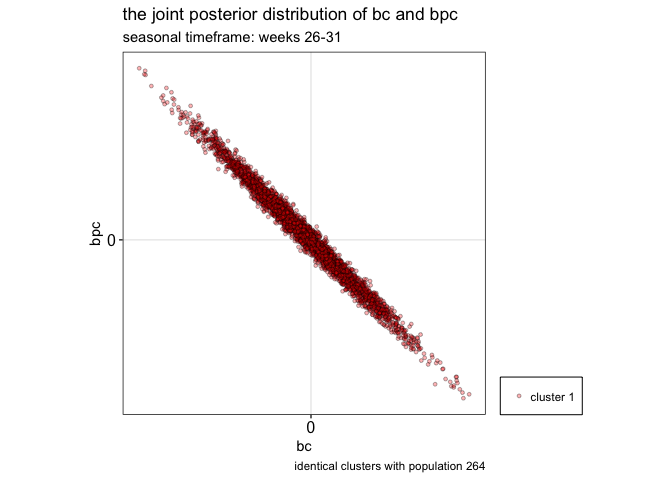 the joint posterior distribution of bc and bpc
seasonal timeframe: weeks 26-31
bpc
0
0
bc
cluster 1
identical clusters with population 264